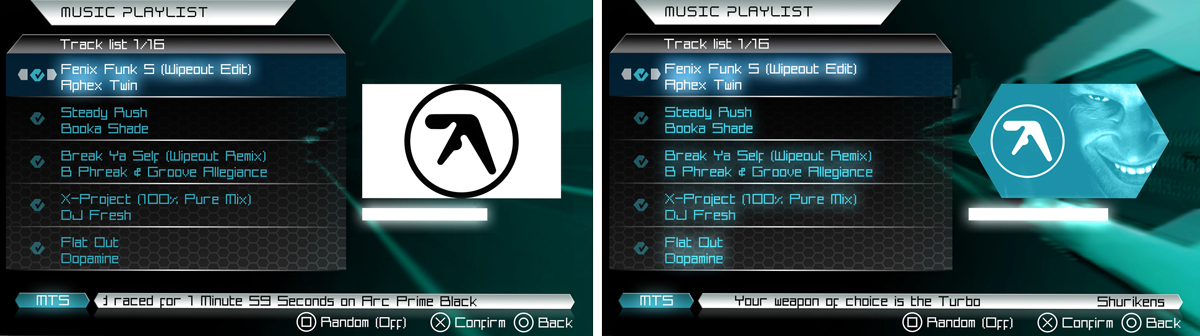 MUSIC PLAYLIST
Track list 1/16
Fenix Funk 5 (Wipeout Edit)
Aphex Twin
Steady Rush
Booka Shade
Break Ya Self (Wipeout Remix)
B Phreak & Groove Allegiance
X-Project (100% Pure Mix)
DJ Fresh
Flat Out
Dopamine
MTS
raced for 1 Minute 59 Seconds on Arc Prime Black
Random (Off) Confirm Back
MUSIC PLAYLIST
Track list 1/16
Fenix Funk 5 (Wipeout Edit)
Aphex Twin
Steady Rush
Booka Shade
Break Ya Self (Wipeout Remix)
B Phreak & Groove Allegiance
X-Project (100% Pure Mix)
DJ Fresh
Flat Out
Dopamine
MTS
Your weapon of choice is the Turbo Shurikens
Random (Off) Confirm Back